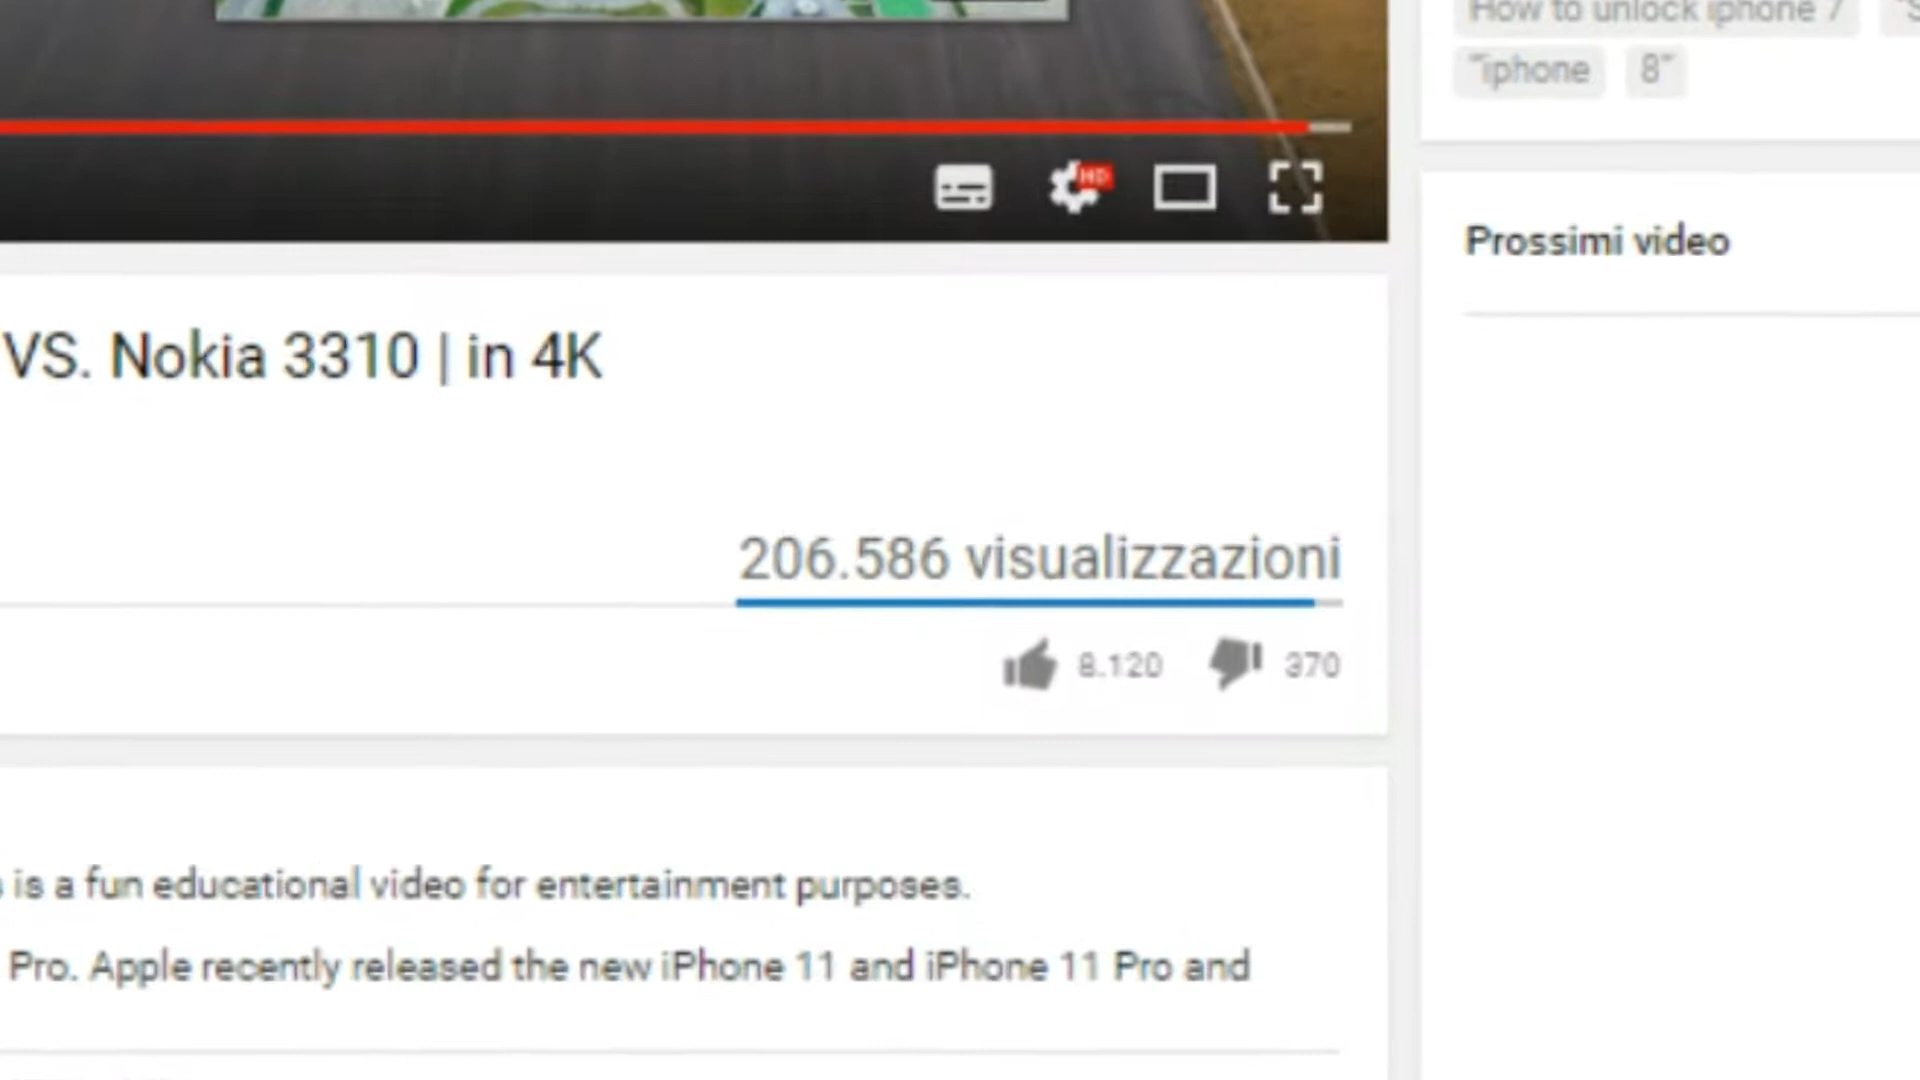 How to unlock iphone 7
"iphone 8"
HD
Prossimi video
VS. Nokia 3310 | in 4K
206.586 visualizzazioni
8.120 370
is a fun educational video for entertainment purposes.
Pro. Apple recently released the new iPhone 11 and iPhone 11 Pro and